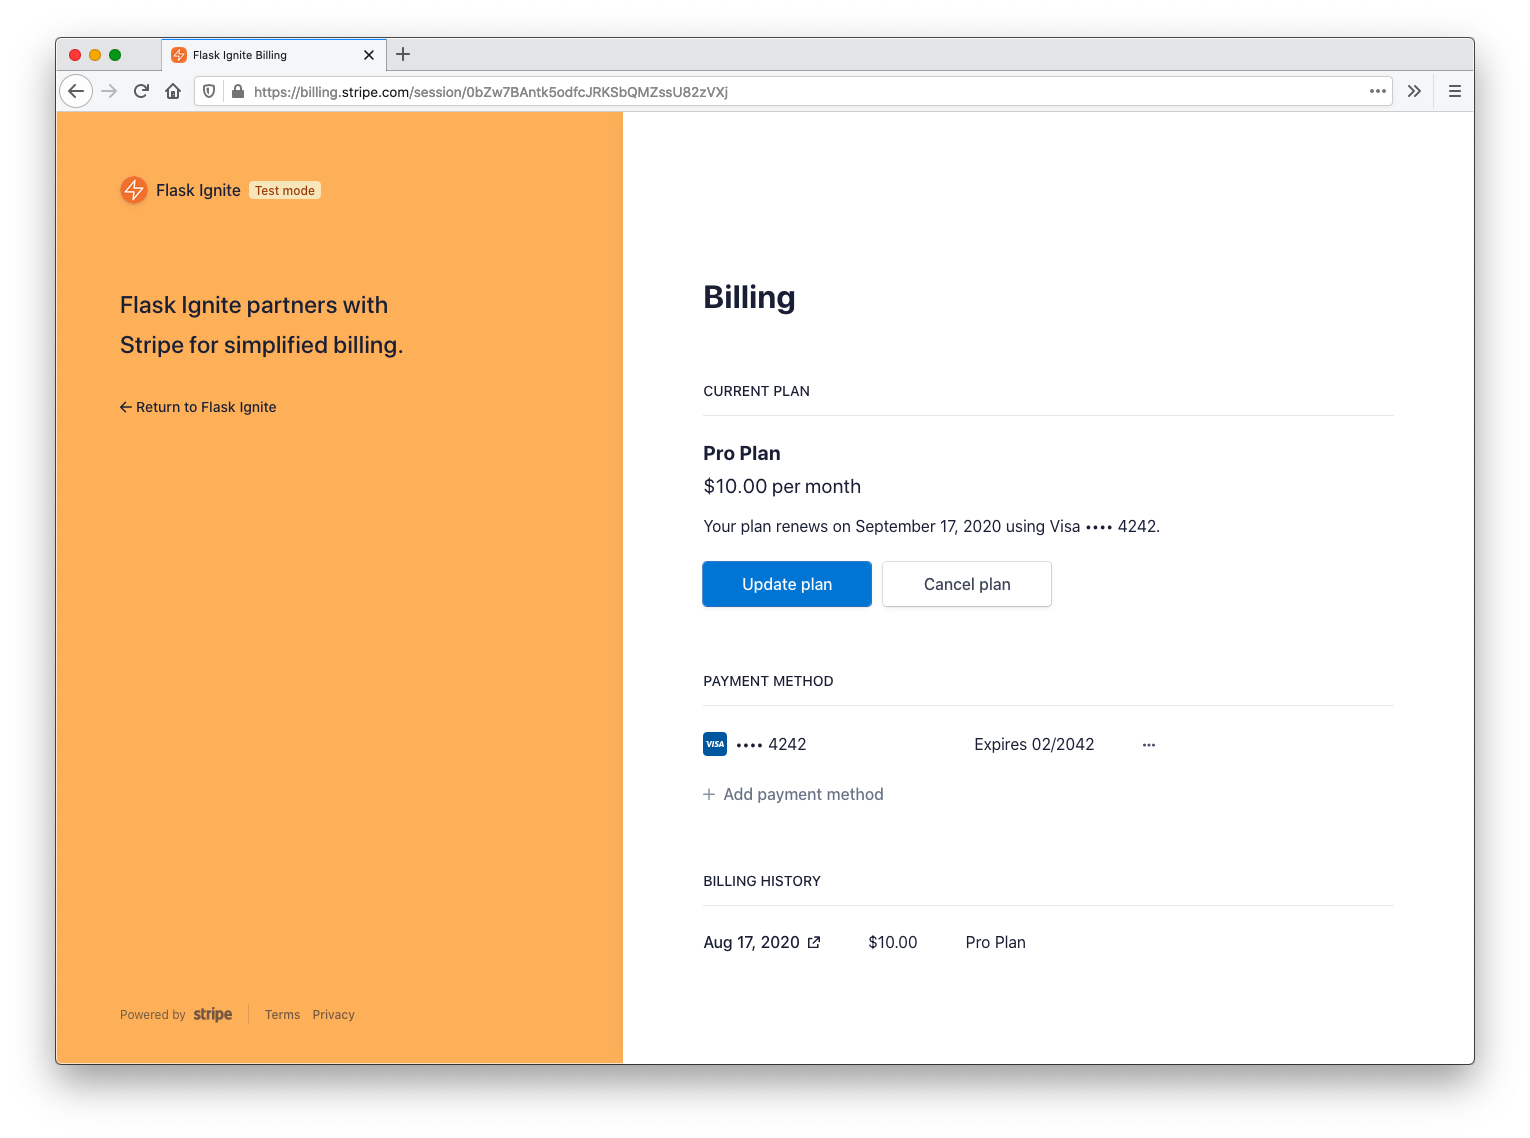 Flask Ignite Billing
https://billing.stripe.com/session/0bZw7BAntk5odfcJRKSbQMZssU82zVXj
Flask Ignite Test mode
Flask Ignite partners with
Stripe for simplified billing.
← Return to Flask Ignite
Powered by stripe Terms Privacy
Billing
CURRENT PLAN
Pro Plan
$10.00 per month
Your plan renews on September 17, 2020 using Visa •••• 4242.
Update plan Cancel plan
PAYMENT METHOD
VISA •••• 4242 Expires 02/2042 •••
+ Add payment method
BILLING HISTORY
Aug 17, 2020 $10.00 Pro Plan